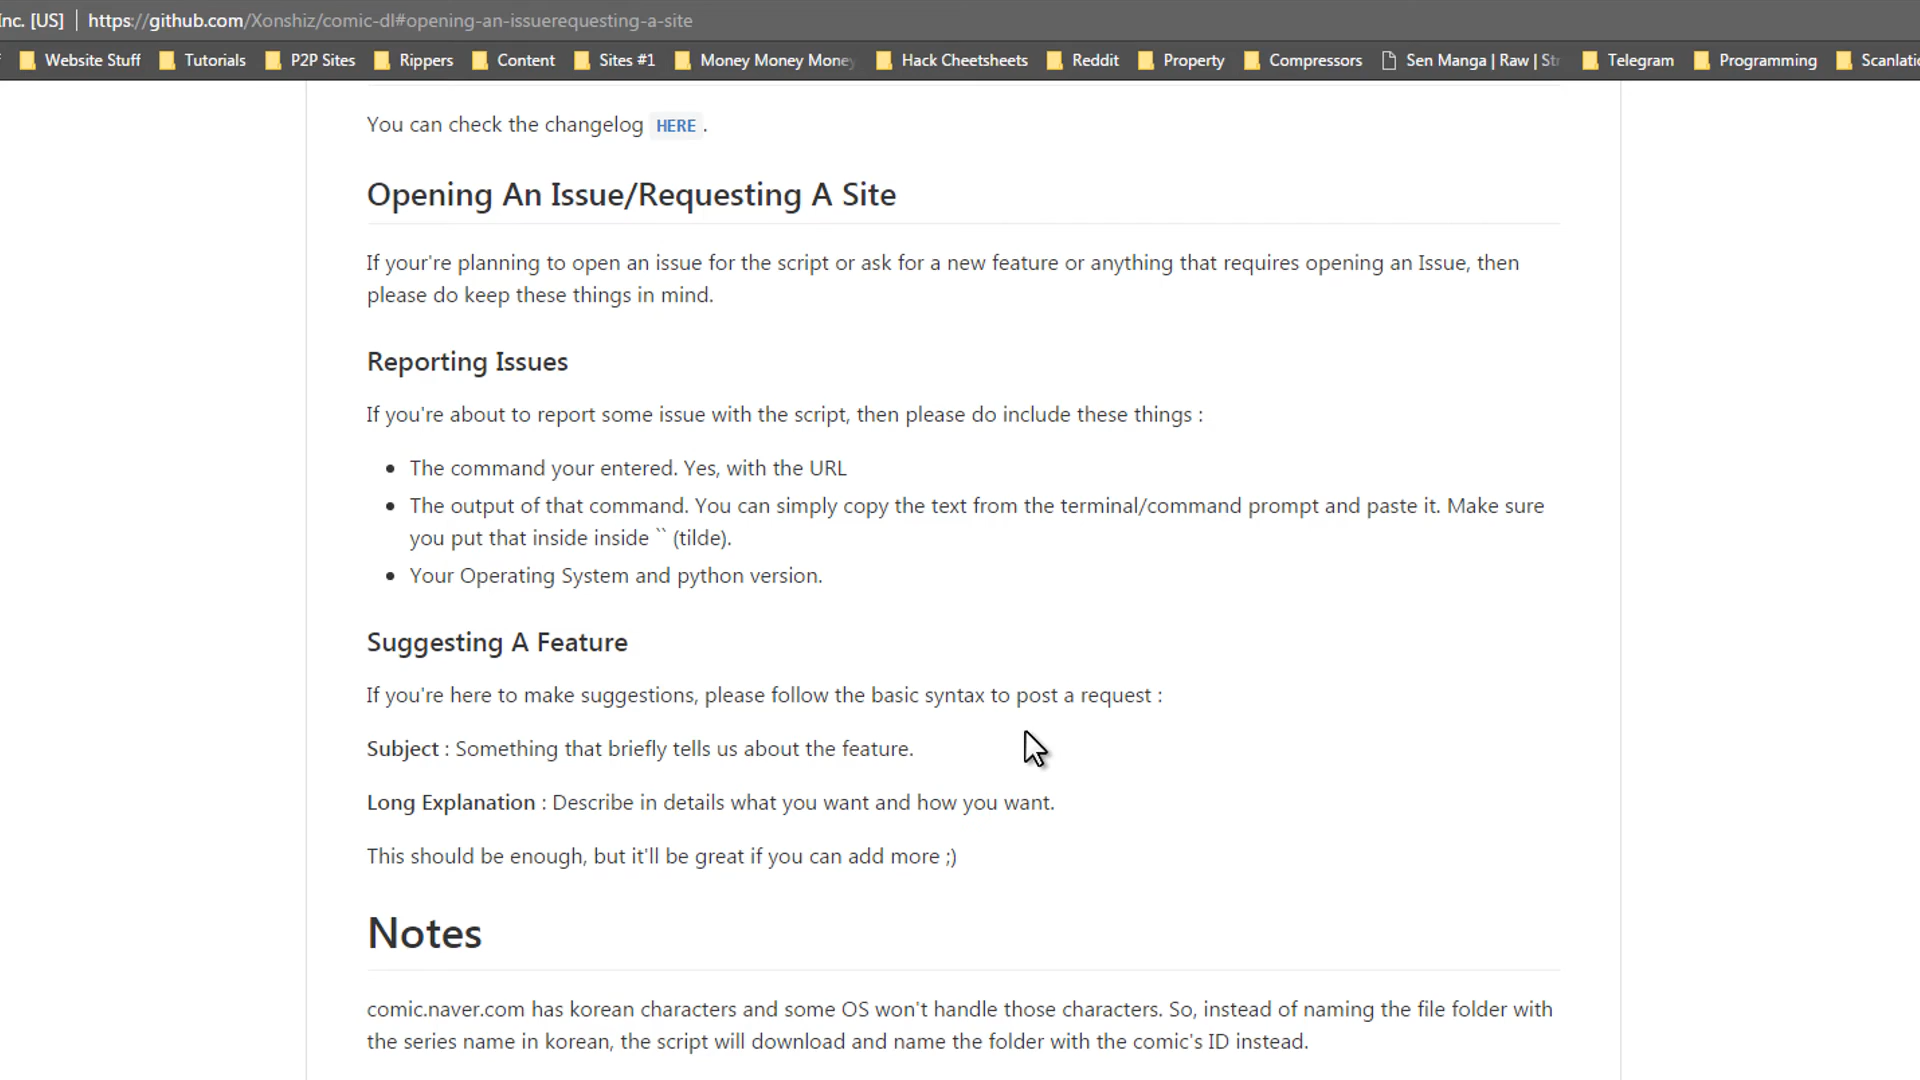 Inc. [US] https://github.com/Xonshiz/comic-dl#opening-an-issuerequesting-a-site
Website Stuff Tutorials P2P Sites Rippers Content Sites #1 Money Money Money Hack Cheetsheets Reddit Property Compressors Sen Manga | Raw | Str Telegram Programming Scanlatio
You can check the changelog HERE .
Opening An Issue/Requesting A Site
If your're planning to open an issue for the script or ask for a new feature or anything that requires opening an Issue, then
please do keep these things in mind.
Reporting Issues
If you're about to report some issue with the script, then please do include these things :
• The command your entered. Yes, with the URL
• The output of that command. You can simply copy the text from the terminal/command prompt and paste it. Make sure
you put that inside inside `` (tilde).
• Your Operating System and python version.
Suggesting A Feature
If you're here to make suggestions, please follow the basic syntax to post a request :
Subject : Something that briefly tells us about the feature.
Long Explanation : Describe in details what you want and how you want.
This should be enough, but it'll be great if you can add more ;)
Notes
comic.naver.com has korean characters and some OS won't handle those characters. So, instead of naming the file folder with
the series name in korean, the script will download and name the folder with the comic's ID instead.